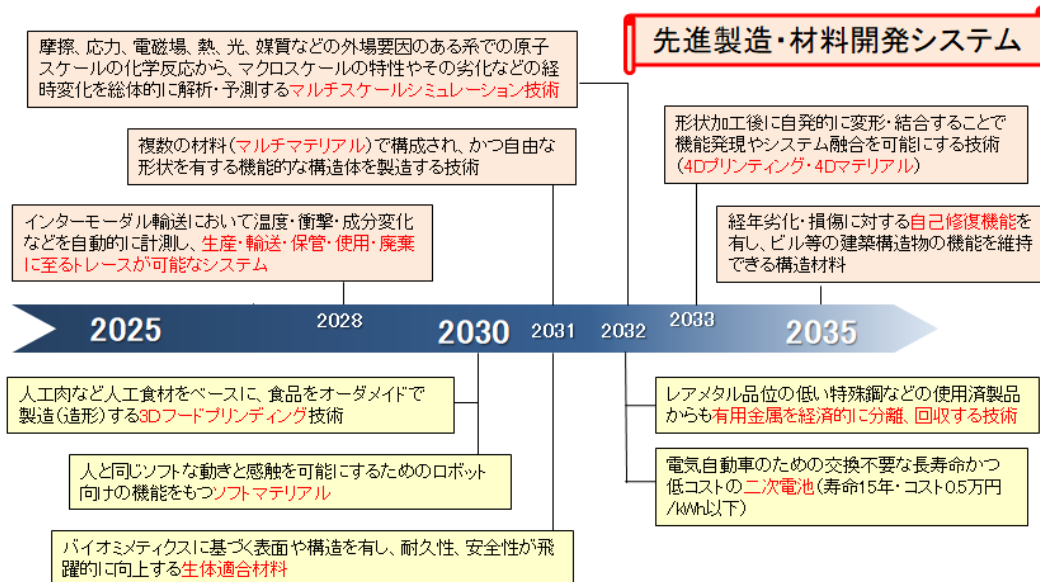 先進製造・材料開発システム
摩擦、応力、電磁場、熱、光、媒質などの外場要因のある系での原子
スケールの化学反応から、マクロスケールの特性やその劣化などの経
時変化を総体的に解析・予測するマルチスケールシミュレーション技術
複数の材料(マルチマテリアル)で構成され、かつ自由な
形状を有する機能的な構造体を製造する技術
形状加工後に自発的に変形・結合することで
機能発現やシステム融合を可能にする技術
(4Dプリンティング・4Dマテリアル)
インターモーダル輸送において温度・衝撃・成分変化
などを自動的に計測し、生産・輸送・保管・使用・廃棄
に至るトレースが可能なシステム
経年劣化・損傷に対する自己修復機能を
有し、ビル等の建築構造物の機能を維持
できる構造材料
2025 2028 2030 2031 2032 2033 2035
人工肉など人工食材をベースに、食品をオーダメイドで
製造(造形)する3Dフードプリンディング技術
レアメタル品位の低い特殊鋼などの使用済製品
からも有用金属を経済的に分離、回収する技術
人と同じソフトな動きと感触を可能にするためのロボット
向けの機能をもつソフトマテリアル
電気自動車のための交換不要な長寿命かつ
低コストの二次電池(寿命15年・コスト0.5万円
/kWh以下)
バイオミメティクスに基づく表面や構造を有し、耐久性、安全性が飛
躍的に向上する生体適合材料